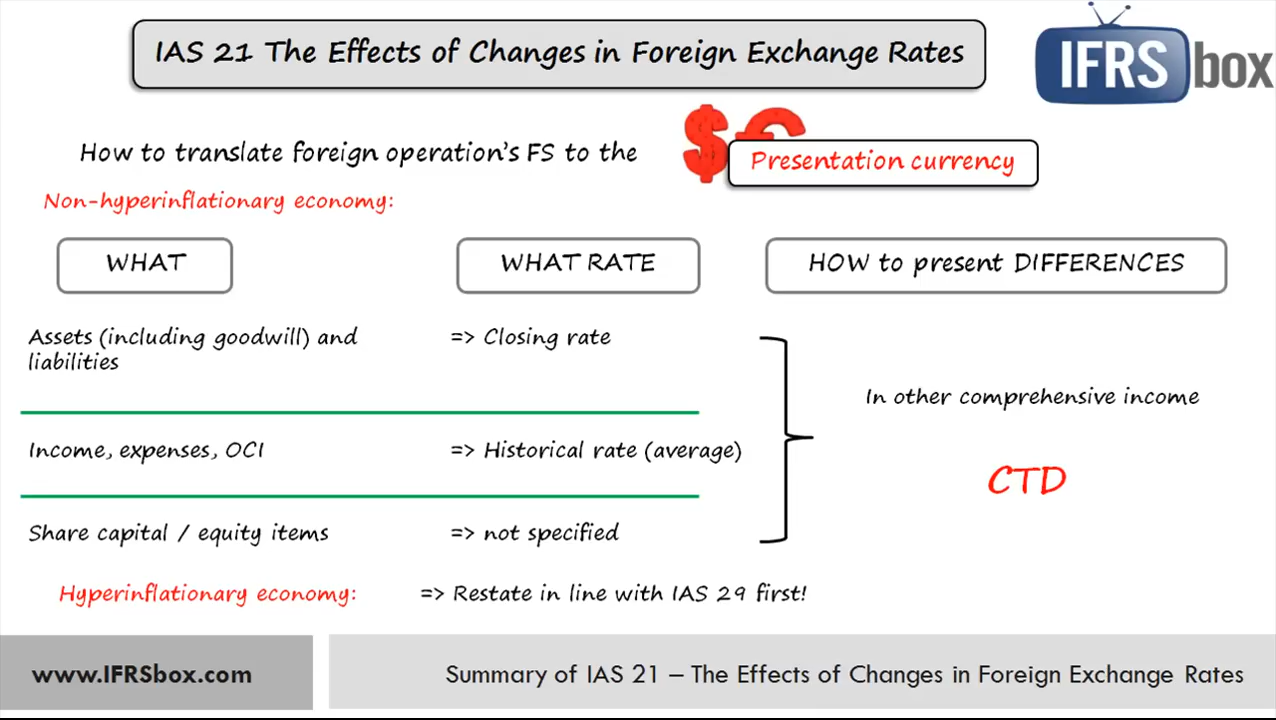 IAS 21 The Effects of Changes in Foreign Exchange Rates
IFRS box
How to translate foreign operation's FS to the
$€
Presentation currency
Non-hyperinflationary economy:
WHAT
WHAT RATE
HOW to present DIFFERENCES
Assets (including goodwill) and
liabilities
=> Closing rate
In other comprehensive income
Income, expenses, OCI
=> Historical rate (average)
CTD
Share capital / equity items
=> not specified
Hyperinflationary economy:
=> Restate in line with IAS 29 first!
www.IFRSbox.com
Summary of IAS 21 – The Effects of Changes in Foreign Exchange Rates